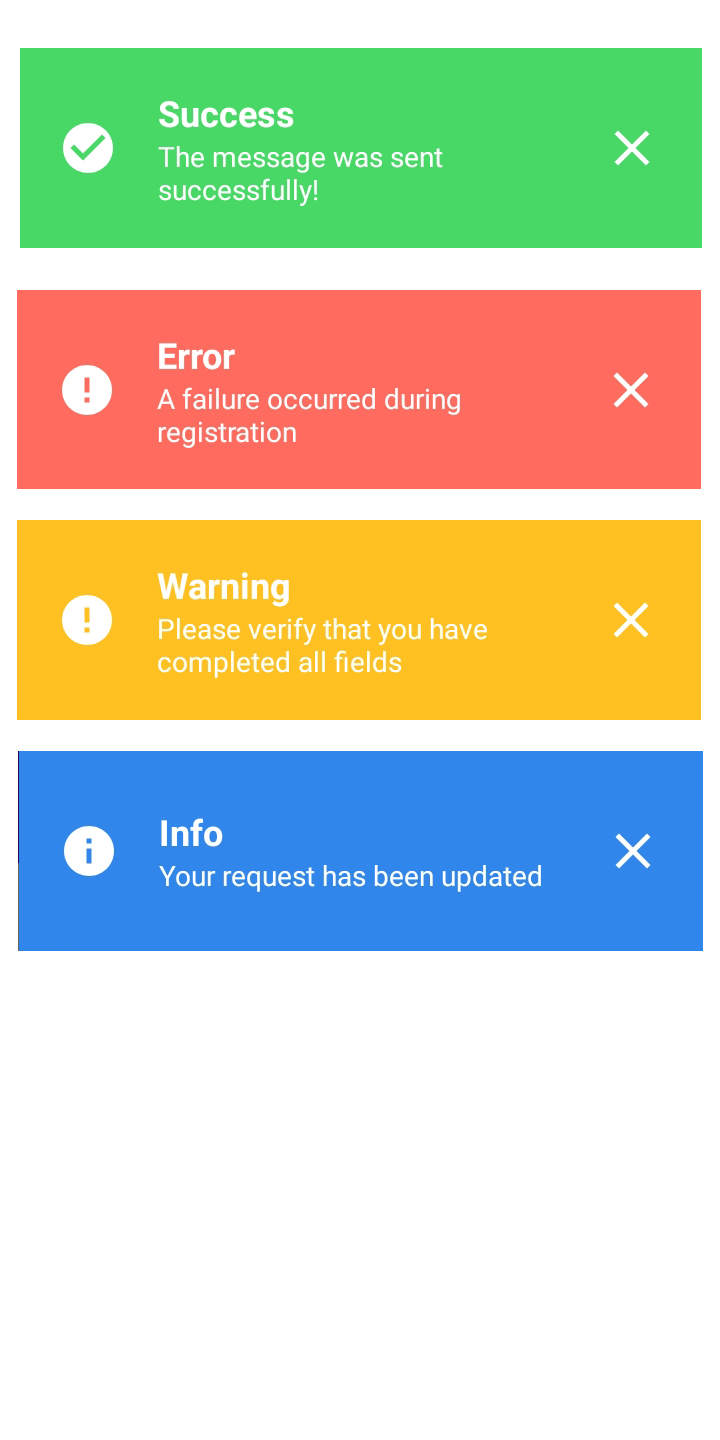 Success
The message was sent
successfully!
Error
A failure occurred during
registration
Warning
Please verify that you have
completed all fields
Info
Your request has been updated